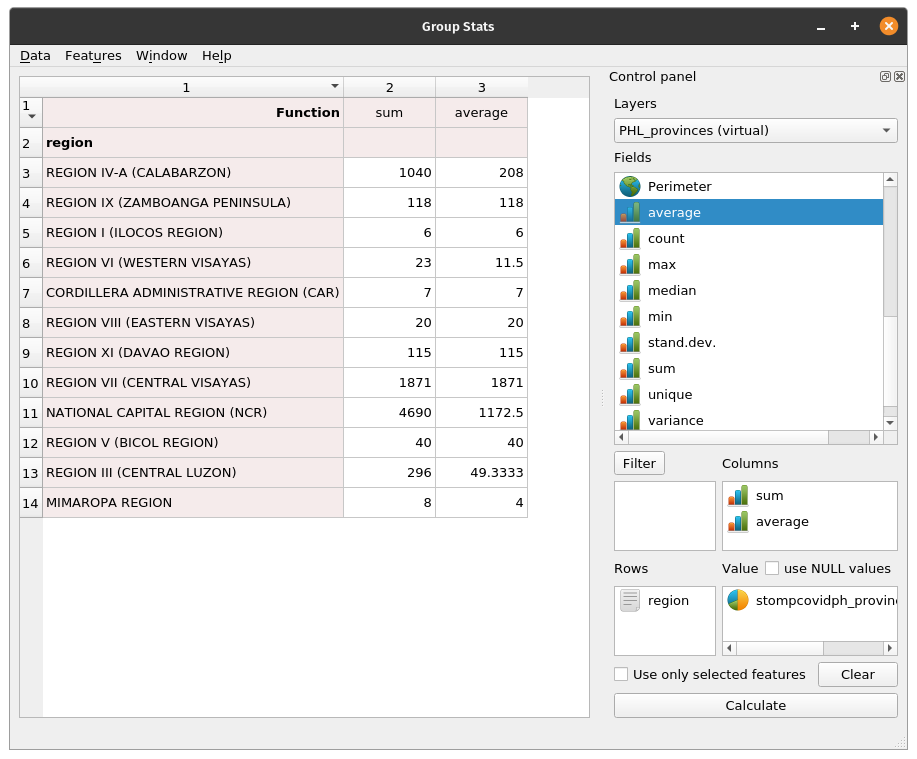 Group Stats
Data Features Window Help
1 2 3
1 Function sum average
2 region
3 REGION IV-A (CALABARZON) 1040 208
4 REGION IX (ZAMBOANGA PENINSULA) 118 118
5 REGION I (ILOCOS REGION) 6 6
6 REGION VI (WESTERN VISAYAS) 23 11.5
7 CORDILLERA ADMINISTRATIVE REGION (CAR) 7 7
8 REGION VIII (EASTERN VISAYAS) 20 20
9 REGION XI (DAVAO REGION) 115 115
10 REGION VII (CENTRAL VISAYAS) 1871 1871
11 NATIONAL CAPITAL REGION (NCR) 4690 1172.5
12 REGION V (BICOL REGION) 40 40
13 REGION III (CENTRAL LUZON) 296 49.3333
14 MIMAROPA REGION 8 4
Control panel
Layers
PHL_provinces (virtual)
Fields
Perimeter
average
count
max
median
min
stand.dev.
sum
unique
variance
Filter
Columns
sum
average
Rows
region
Value use NULL values
stompcovidph_provin
Use only selected features
Clear
Calculate